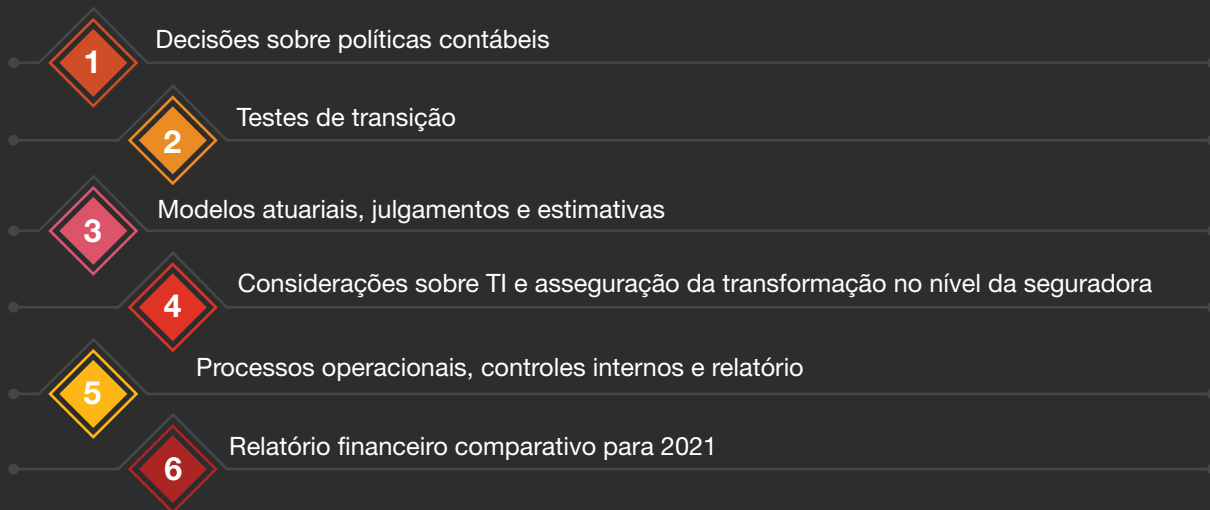 1 Decisões sobre políticas contábeis
2 Testes de transição
3 Modelos atuariais, julgamentos e estimativas
4 Considerações sobre TI e asseguração da transformação no nível da seguradora
5 Processos operacionais, controles internos e relatório
6 Relatório financeiro comparativo para 2021